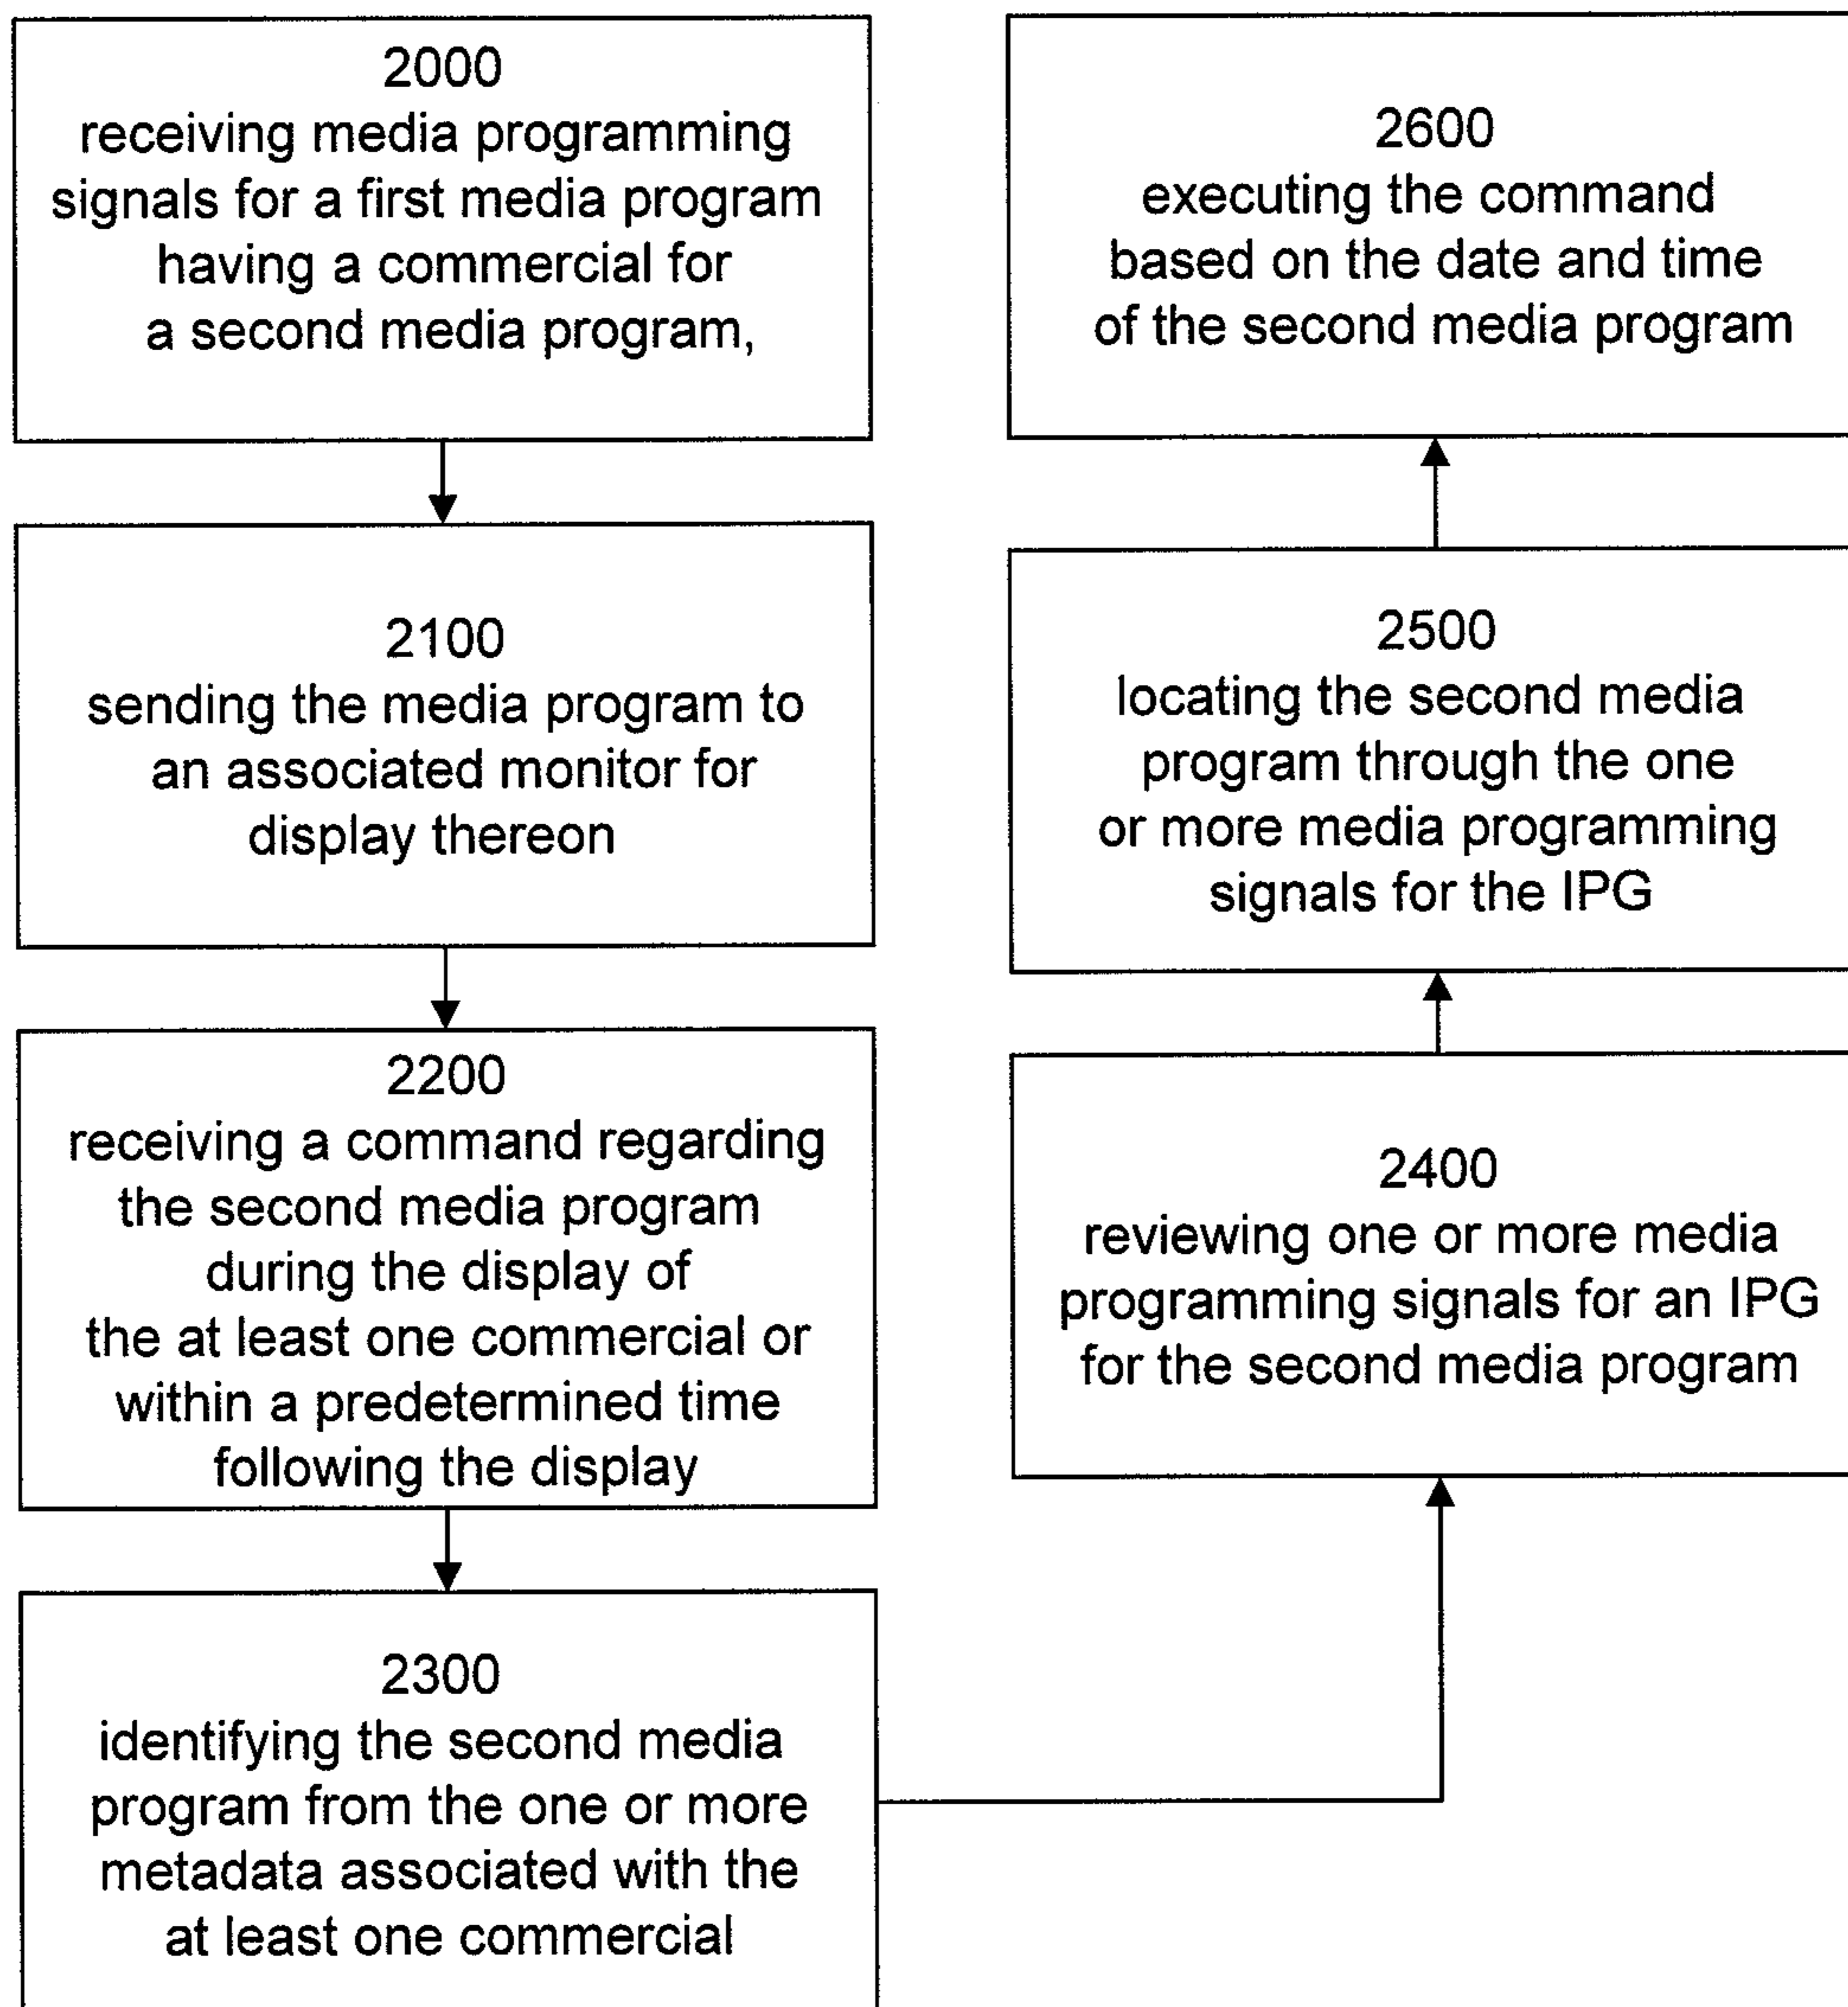 2000
receiving media programming
signals for a first media program
having a commercial for
a second media program,
2100
sending the media program to
an associated monitor for
display thereon
2200
receiving a command regarding
the second media program
during the display of
the at least one commercial or
within a predetermined time
following the display
2300
identifying the second media
program from the one or more
metadata associated with the
at least one commercial
2400
reviewing one or more media
programming signals for an IPG
for the second media program
2500
locating the second media
program through the one
or more media programming
signals for the IPG
2600
executing the command
based on the date and time
of the second media program